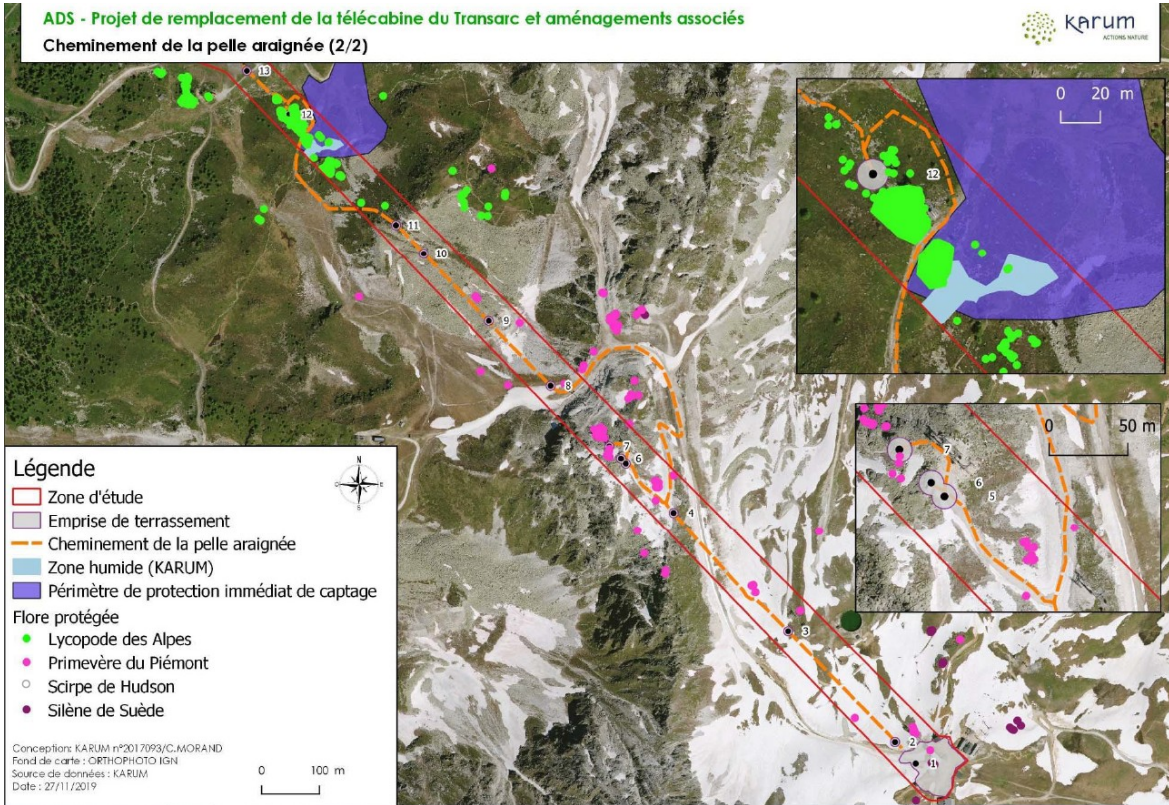 ADS - Projet de remplacement de la télécabine du Transarc et aménagements associés
Cheminement de la pelle araignée (2/2)
karum
ACTIONS NATURE
13
12
11
10
9
8
7
6
4
3
2
1
0 20 m
12
0 50 m
7
6
5
Légende
N
O E
S
Zone d'étude
Emprise de terrassement
Cheminement de la pelle araignée
Zone humide (KARUM)
Périmètre de protection immédiat de captage
Flore protégée
Lycopode des Alpes
Primevère du Piémont
Scirpe de Hudson
Silène de Suède
Conception: KARUM n°2017093/C.MORAND
Fond de carte : ORTHOPHOTO IGN
Source de données : KARUM
Date : 27/11/2019
0 100 m